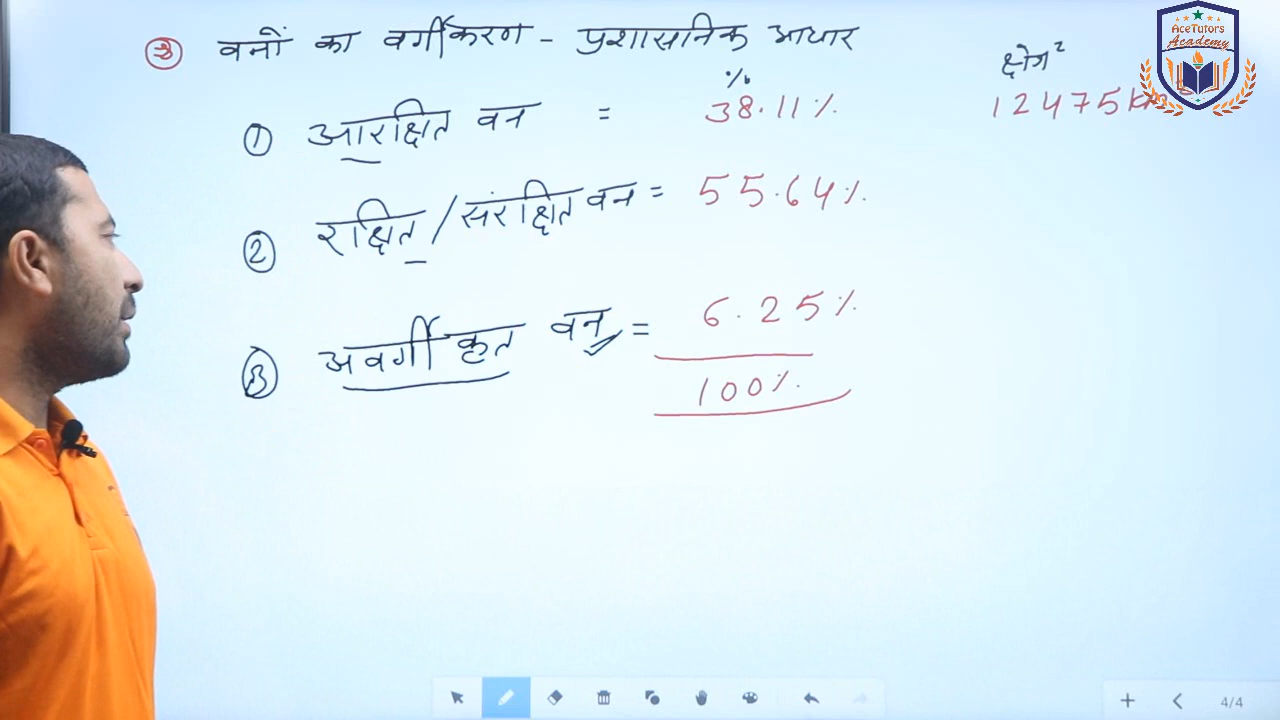 वनों का वर्गीकरण - प्रशासनिक आधार
% क्षेत्र²
① आरक्षित वन = 38.11% 12475 km
② रक्षित/संरक्षित वन = 55.64%
③ अवर्गीकृत वन = 6.25%
100%
AceTutors
Academy
4/4